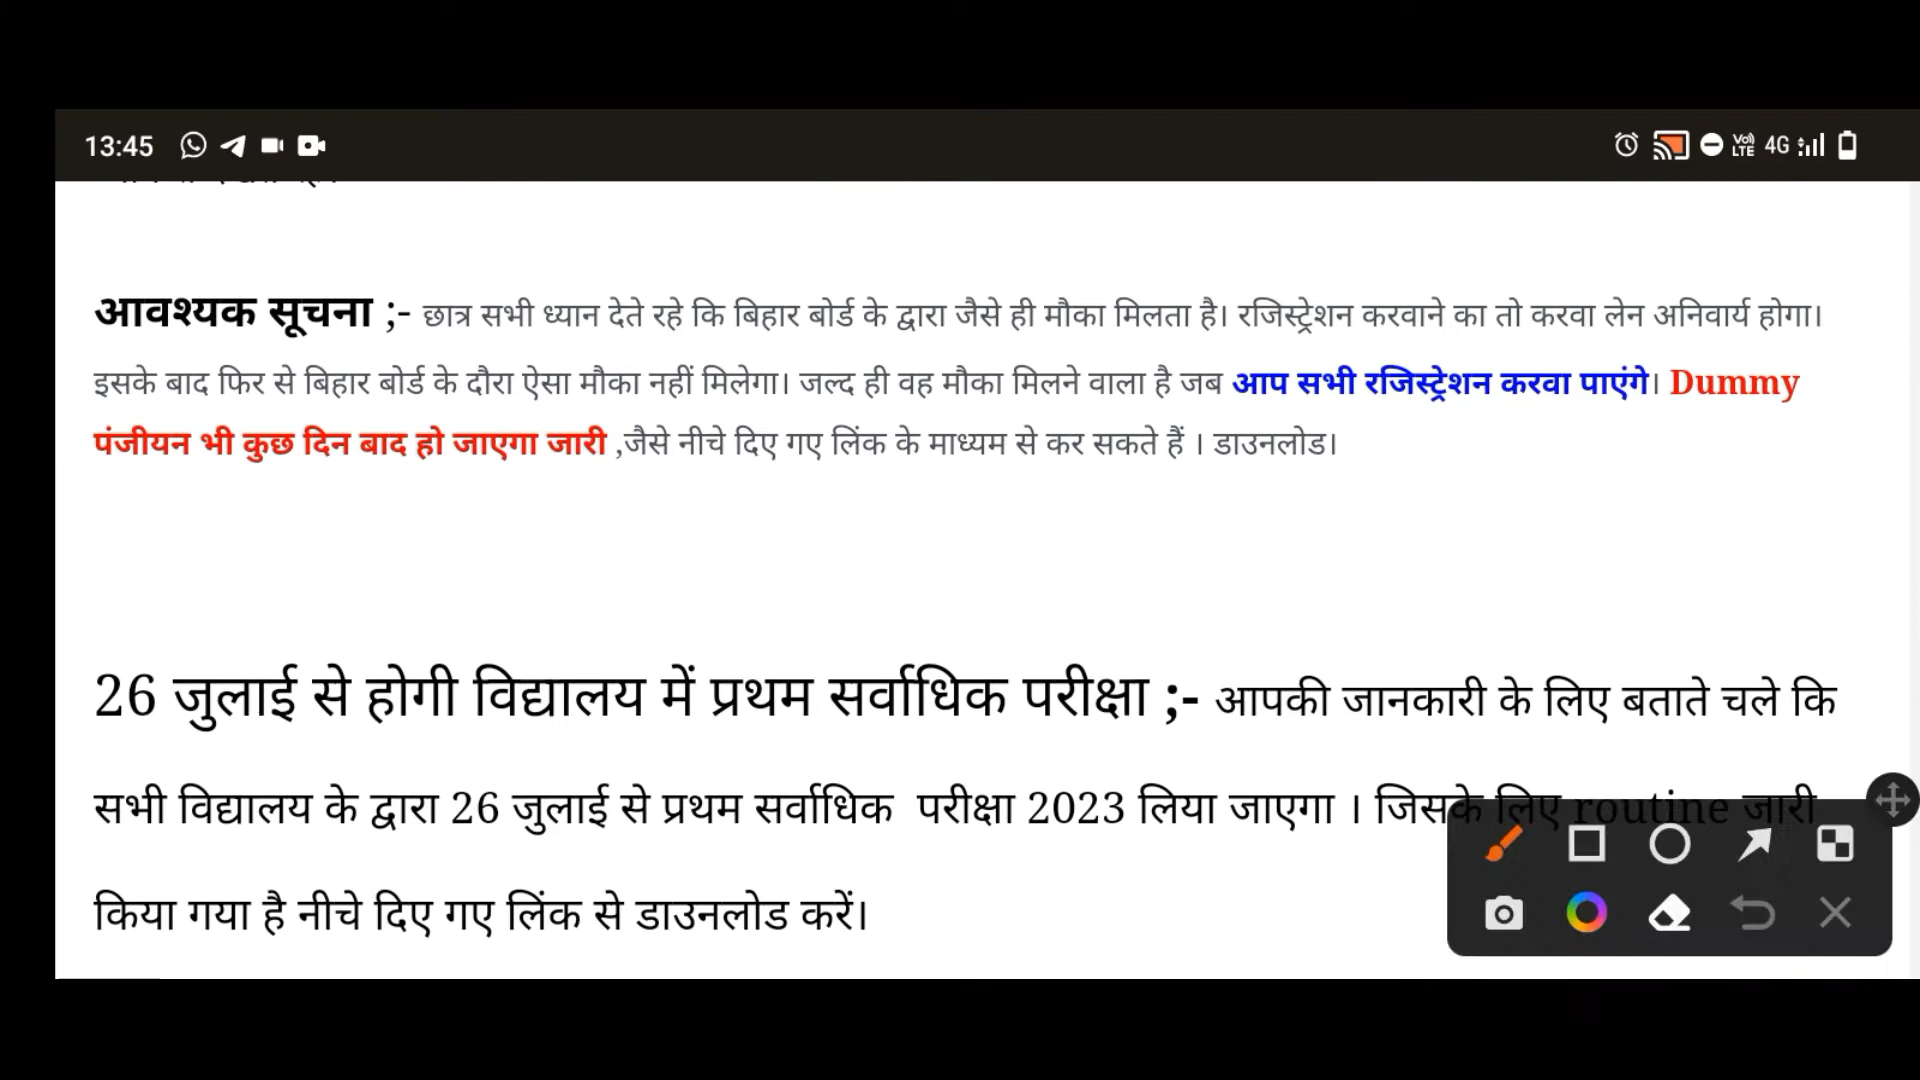 13:45 Vo) LTE 4G
आवश्यक सूचना ;- छात्र सभी ध्यान देते रहे कि बिहार बोर्ड के द्वारा जैसे ही मौका मिलता है। रजिस्ट्रेशन करवाने का तो करवा लेन अनिवार्य होगा।
इसके बाद फिर से बिहार बोर्ड के दौरा ऐसा मौका नहीं मिलेगा। जल्द ही वह मौका मिलने वाला है जब आप सभी रजिस्ट्रेशन करवा पाएंगे। Dummy
पंजीयन भी कुछ दिन बाद हो जाएगा जारी ,जैसे नीचे दिए गए लिंक के माध्यम से कर सकते हैं । डाउनलोड।
26 जुलाई से होगी विद्यालय में प्रथम सर्वाधिक परीक्षा ;- आपकी जानकारी के लिए बताते चले कि
सभी विद्यालय के द्वारा 26 जुलाई से प्रथम सर्वाधिक परीक्षा 2023 लिया जाएगा । जिसके लिए routine जारी
किया गया है नीचे दिए गए लिंक से डाउनलोड करें।